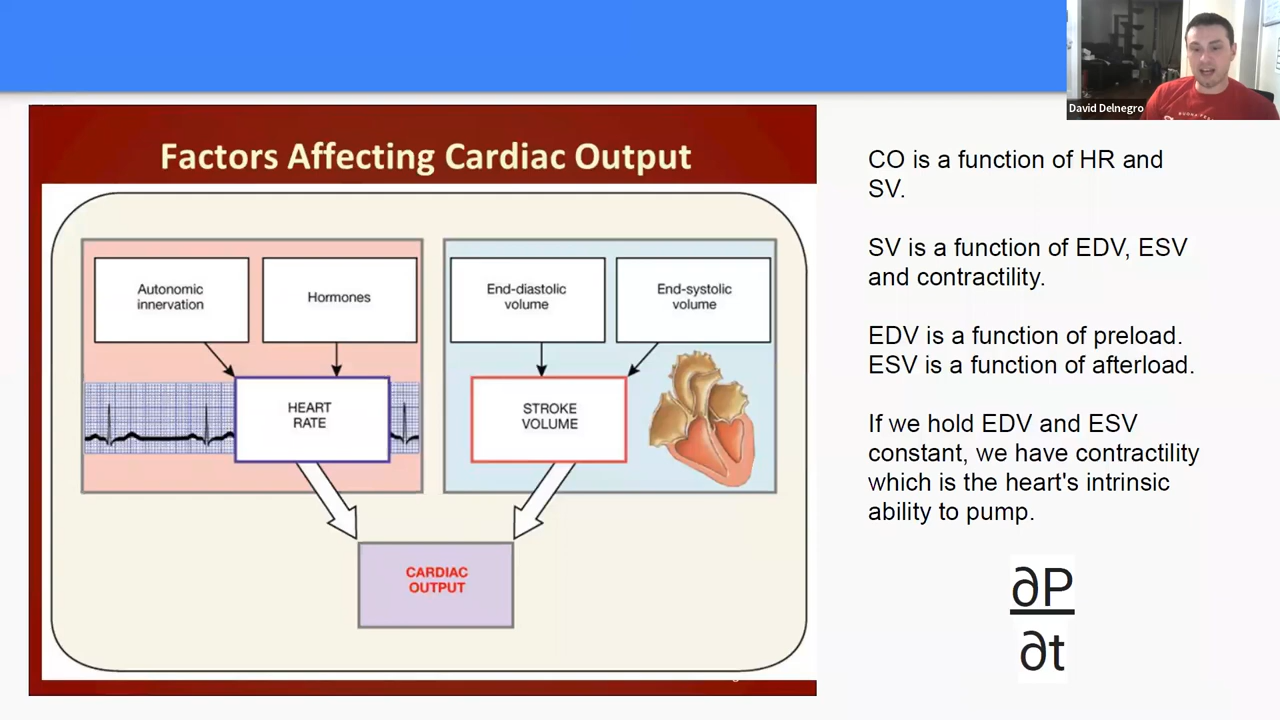 David Delnegro
Factors Affecting Cardiac Output
Autonomic
innervation
Hormones
End-diastolic
volume
End-systolic
volume
HEART
RATE
STROKE
VOLUME
CARDIAC
OUTPUT
CO is a function of HR and
SV.
SV is a function of EDV, ESV
and contractility.
EDV is a function of preload.
ESV is a function of afterload.
If we hold EDV and ESV
constant, we have contractility
which is the heart's intrinsic
ability to pump.
∂P
∂t